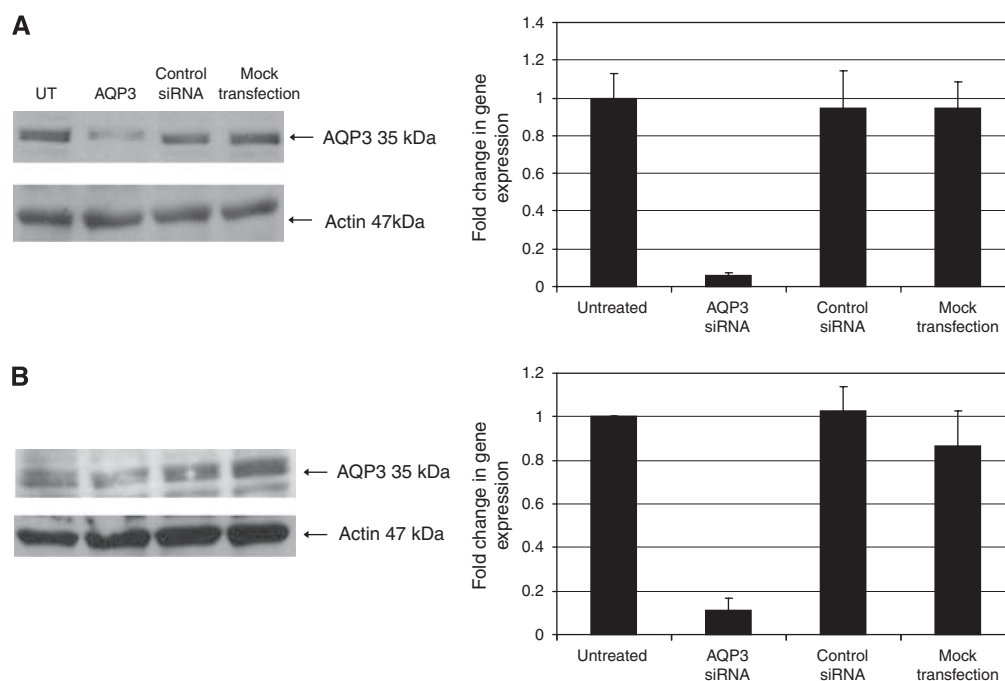 A
UT
AQP3
Control
siRNA
Mock
transfection
AQP3 35 kDa
Actin 47kDa
Fold change in gene
expression
1.4
1.2
1
0.8
0.6
0.4
0.2
0
Untreated
AQP3
siRNA
Control
siRNA
Mock
transfection
B
AQP3 35 kDa
Actin 47 kDa
Fold change in gene
expression
1.2
1
0.8
0.6
0.4
0.2
0
Untreated
AQP3
siRNA
Control
siRNA
Mock
transfection